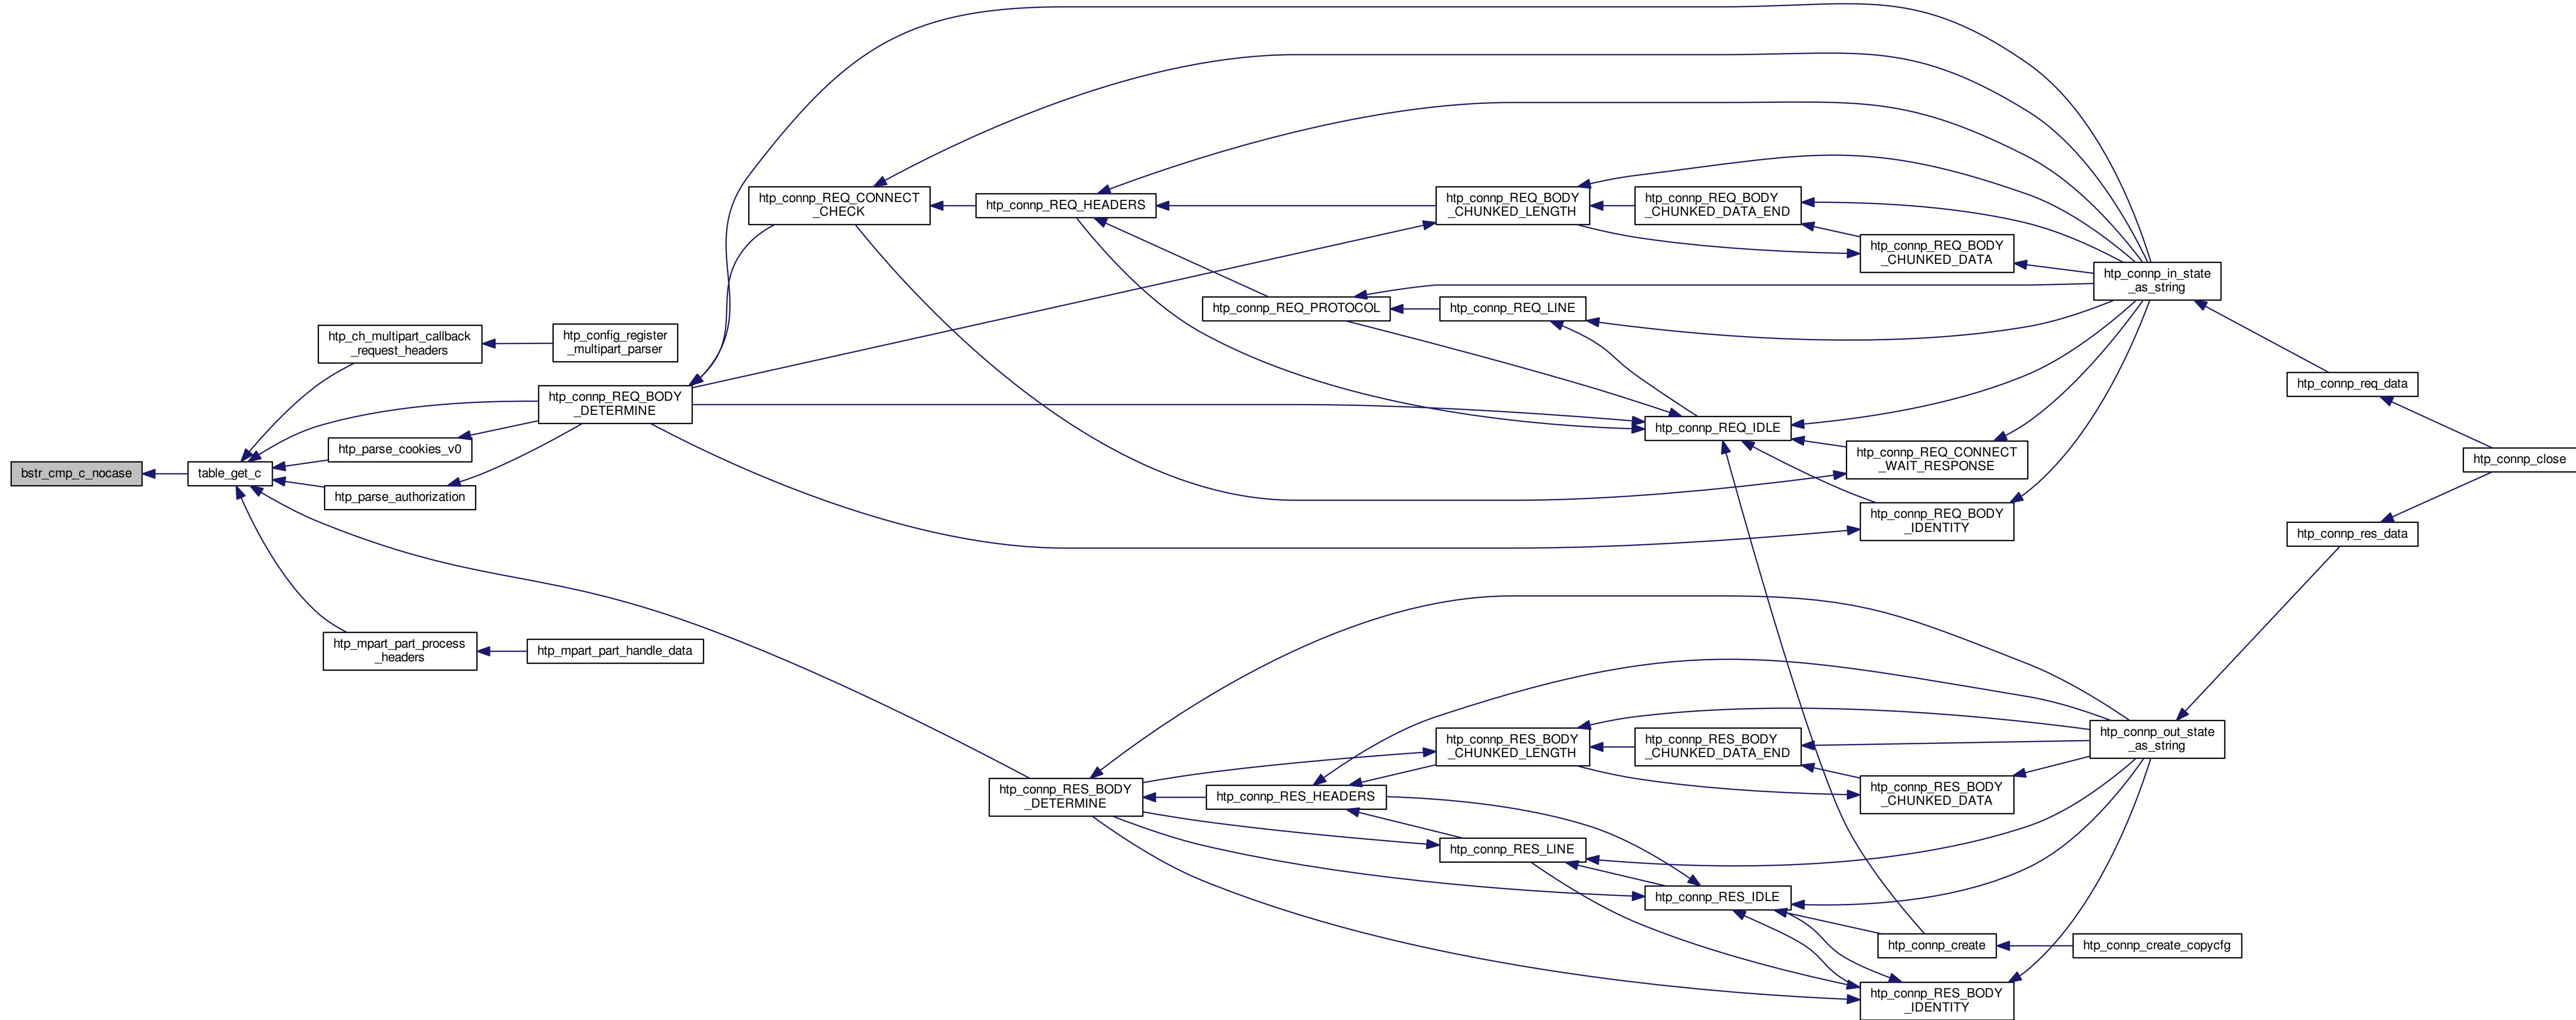 bstr_cmp_c_nocase
table_get_c
htp_ch_multipart_callback
_request_headers
htp_config_register
_multipart_parser
htp_connp_REQ_BODY
_DETERMINE
htp_parse_cookies_v0
htp_parse_authorization
htp_mpart_part_process
_headers
htp_mpart_part_handle_data
htp_connp_REQ_CONNECT
_CHECK
htp_connp_REQ_HEADERS
htp_connp_REQ_BODY
_CHUNKED_LENGTH
htp_connp_REQ_BODY
_CHUNKED_DATA_END
htp_connp_REQ_BODY
_CHUNKED_DATA
htp_connp_REQ_PROTOCOL
htp_connp_REQ_LINE
htp_connp_REQ_IDLE
htp_connp_REQ_CONNECT
_WAIT_RESPONSE
htp_connp_REQ_BODY
_IDENTITY
htp_connp_in_state
_as_string
htp_connp_req_data
htp_connp_close
htp_connp_res_data
htp_connp_out_state
_as_string
htp_connp_RES_BODY
_DETERMINE
htp_connp_RES_HEADERS
htp_connp_RES_BODY
_CHUNKED_LENGTH
htp_connp_RES_BODY
_CHUNKED_DATA_END
htp_connp_RES_BODY
_CHUNKED_DATA
htp_connp_RES_LINE
htp_connp_RES_IDLE
htp_connp_create
htp_connp_create_copycfg
htp_connp_RES_BODY
_IDENTITY